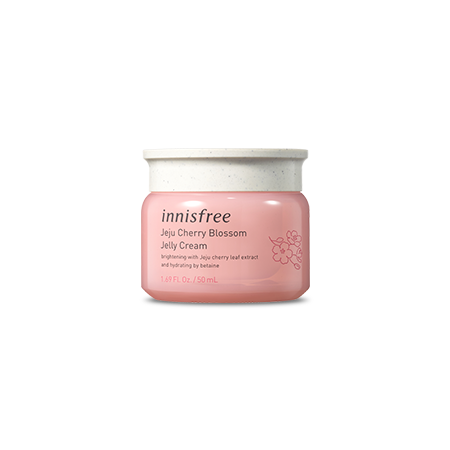 innisfree
Jeju Cherry Blossom
Jelly Cream
brightening with Jeju cherry leaf extract
and hydrating by betaine
1.69 FL Oz. / 50 mL